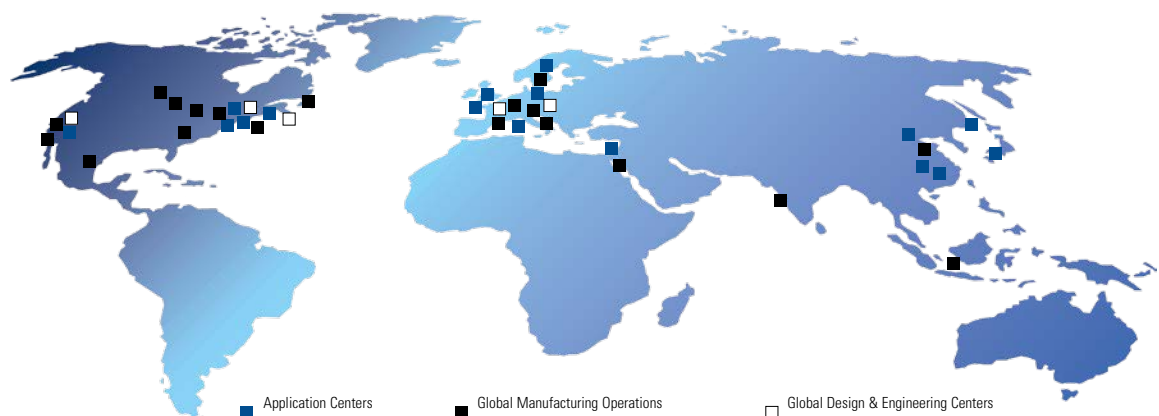 Application Centers
Global Manufacturing Operations
Global Design & Engineering Centers